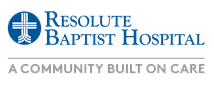 RESOLUTE
BAPTIST HOSPITAL
A COMMUNITY BUILT ON CARE